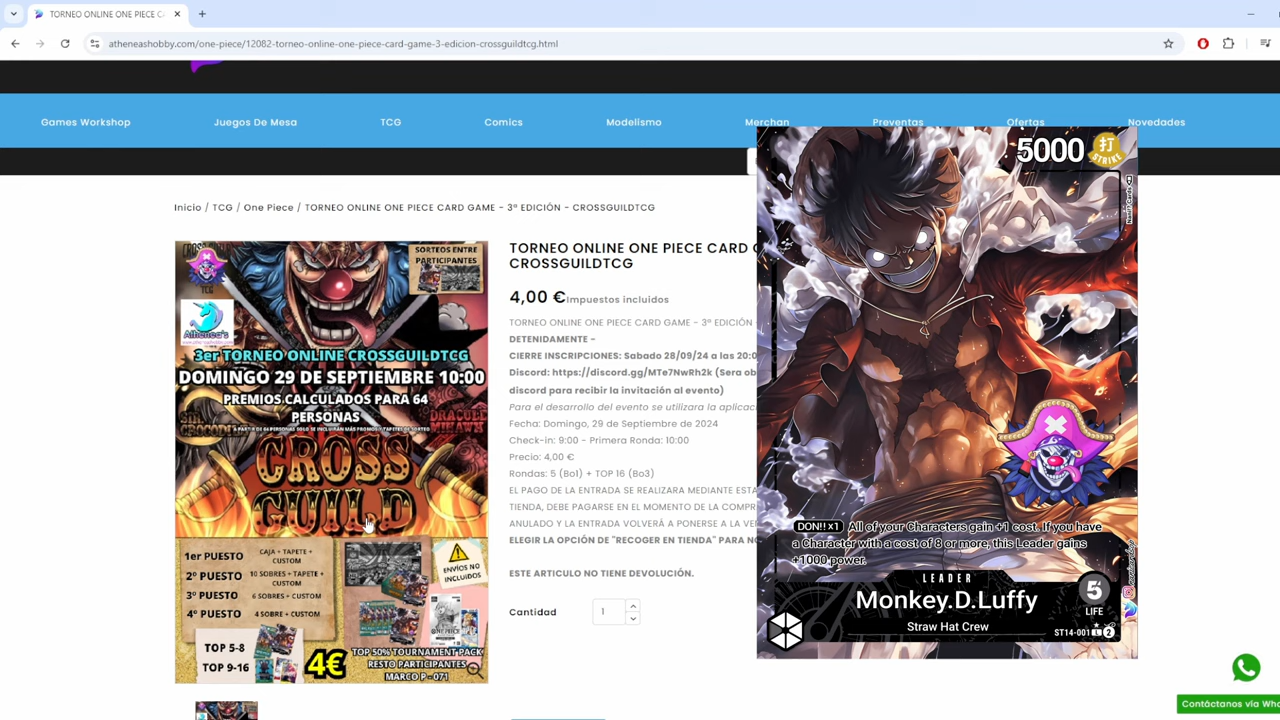 TORNEO ONLINE ONE PIECE C
atheneashobby.com/one-piece/12082-torneo-online-one-piece-card-game-3-edicion-crossguildtcg.html
Games Workshop
Juegos De Mesa
TCG
Comics
Modelismo
Merchan
Preventas
Ofertas
Novedades
Inicio / TCG / One Piece / TORNEO ONLINE ONE PIECE CARD GAME - 3ª EDICIÓN - CROSSGUILDTCG
TCG
Athenea's
SORTEOS ENTRE
PARTICIPANTES
3er TORNEO ONLINE CROSSGUILDTCG
DOMINGO 29 DE SEPTIEMBRE 10:00
PREMIOS CALCULADOS PARA 64
PERSONAS
SIR
CROCODILE
DRACULE
MIHAWK
CROSS
GUILD
1er PUESTO
CAJA + TAPETE +
CUSTOM
2º PUESTO
10 SOBRES + TAPETE +
CUSTOM
3º PUESTO
6 SOBRES + CUSTOM
4º PUESTO
4 SOBRE + CUSTOM
ENVÍOS NO
INCLUIDOS
TOP 5-8
TOP 9-16
4€
TOP 50% TOURNAMENT PACK
RESTO PARTICIPANTES
MARCO P - 071
TORNEO ONLINE ONE PIECE CARD
CROSSGUILDTCG
4,00 € Impuestos incluidos
TORNEO ONLINE ONE PIECE CARD GAME - 3ª EDICIÓN
DETENIDAMENTE -
CIERRE INSCRIPCIONES: Sabado 28/09/24 a las 20:0
Discord: https://discord.gg/MTe7NwRh2k (Sera ob
discord para recibir la invitación al evento)
Para el desarrollo del evento se utilizara la aplicac
Fecha: Domingo, 29 de Septiembre de 2024
Check-in: 9:00 - Primera Ronda: 10:00
Precio: 4,00 €
Rondas: 5 (Bo1) + TOP 16 (Bo3)
EL PAGO DE LA ENTRADA SE REALIZARA MEDIANTE ESTA
TIENDA, DEBE PAGARSE EN EL MOMENTO DE LA COMPR
ANULADO Y LA ENTRADA VOLVERÁ A PONERSE A LA VE
ELEGIR LA OPCIÓN DE "RECOGER EN TIENDA" PARA NO
ESTE ARTICULO NO TIENE DEVOLUCIÓN.
Cantidad
1
5000
打
STRIKE
DON!! x1 All of your Characters gain +1 cost. If you have
a Character with a cost of 8 or more, this Leader gains
+1000 power.
LEADER
Monkey.D.Luffy
Straw Hat Crew
5
LIFE
ST14-001 L 2
Contáctanos vía Wha